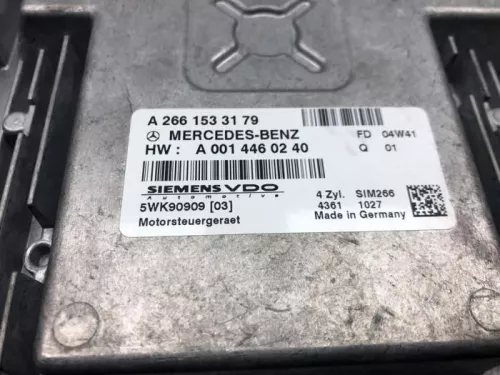 A 266 153 31 79
MERCEDES-BENZ FD 04W41
HW : A 001 446 02 40 Q 01
SIEMENS VDO
Automotive
4 Zyl. SIM266
5WK90909 [03] 4361 1027
Motorsteuergeraet Made in Germany